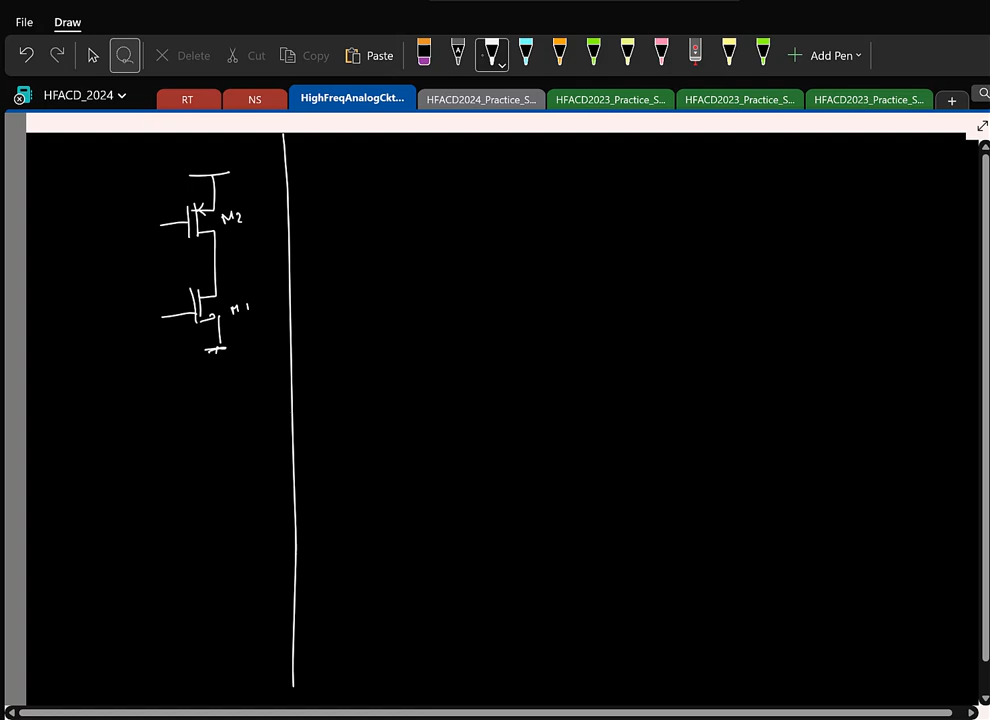 File Draw
Delete Cut Copy Paste Add Pen
HFACD_2024 RT NS HighFreqAnalogCkt... HFACD2024_Practice_S... HFACD2023_Practice_S... HFACD2023_Practice_S... HFACD2023_Practice_S...
M2
M1